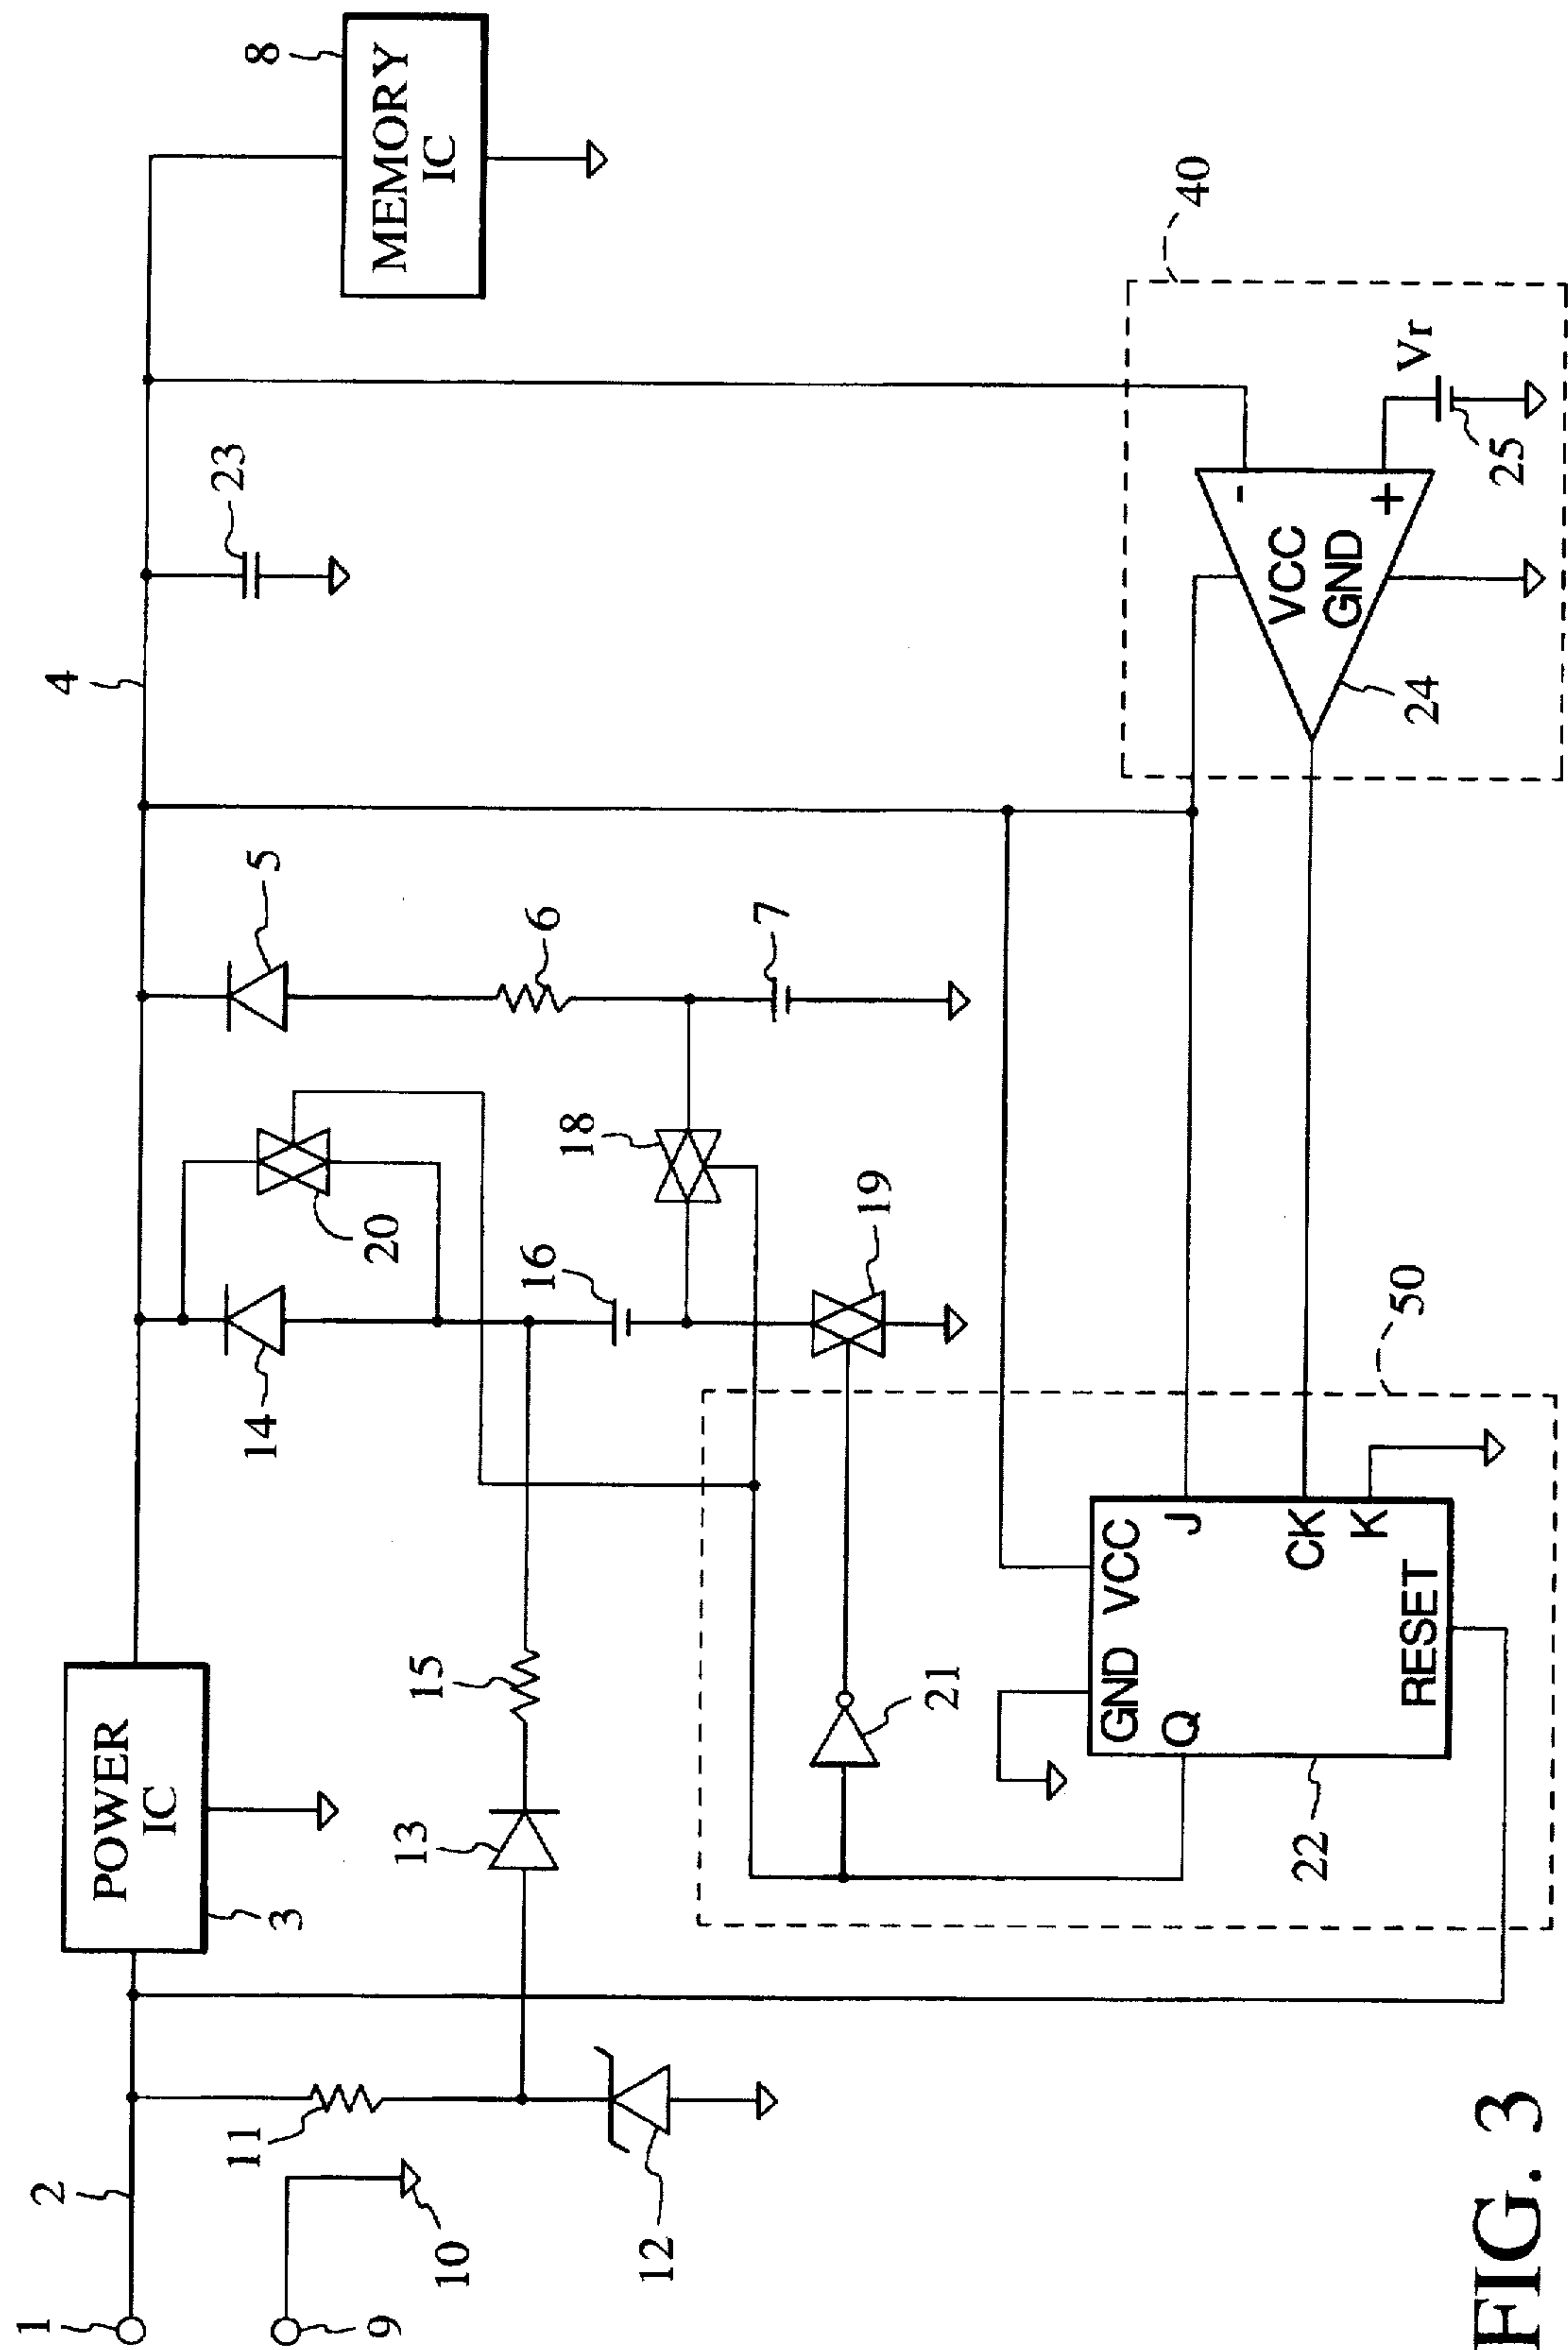 1
2
3
POWER
IC
4
8
MEMORY
IC
9
10
11
12
13
14
15
16
18
19
20
5
6
7
23
21
22
GND VCC
Q
J
CK
K
RESET
50
24
VCC
GND
-
+
Vr
25
40
FIG. 3